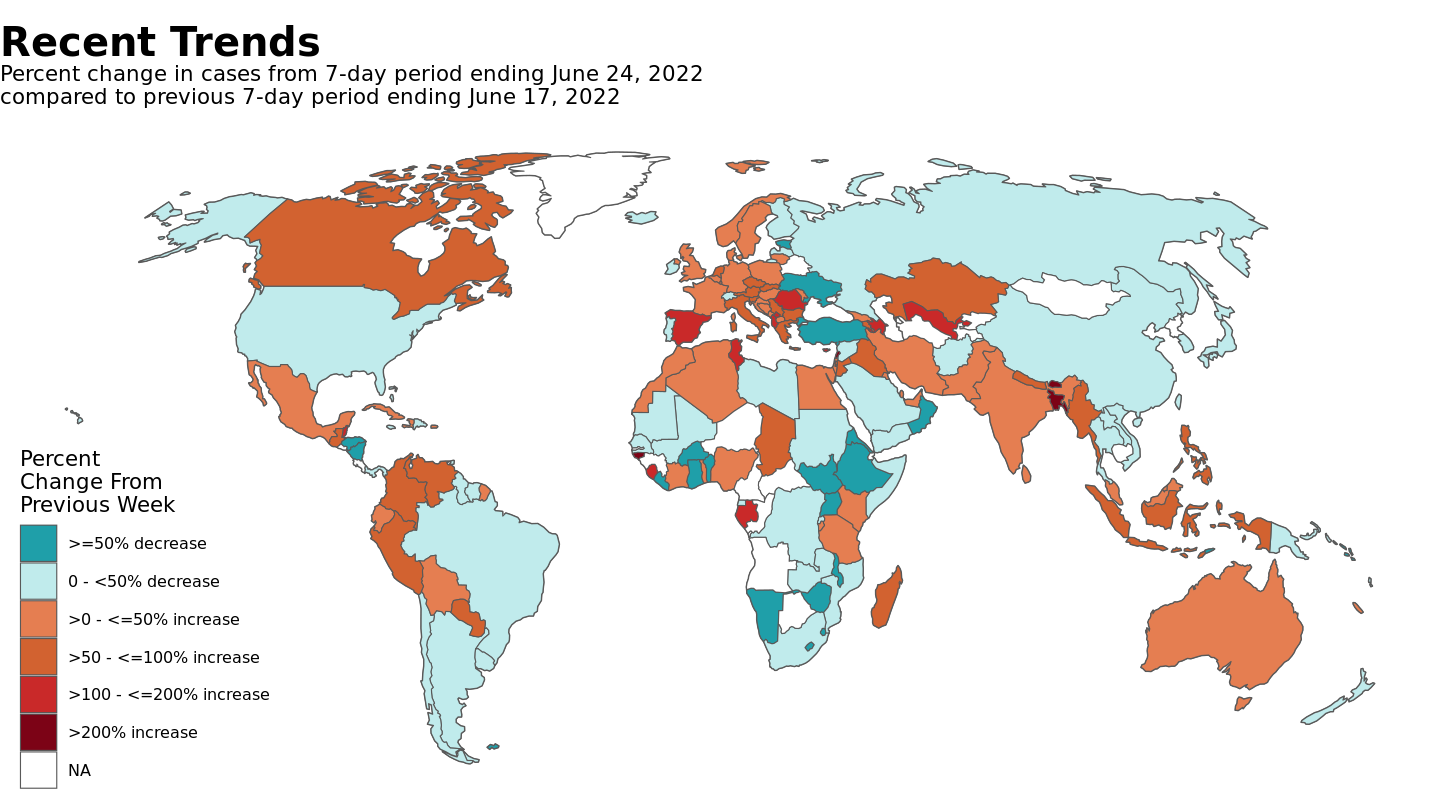 Recent Trends
Percent change in cases from 7-day period ending June 24, 2022
compared to previous 7-day period ending June 17, 2022
Percent
Change From
Previous Week
>=50% decrease
0 - <50% decrease
>0 - <=50% increase
>50 - <=100% increase
>100 - <=200% increase
>200% increase
NA